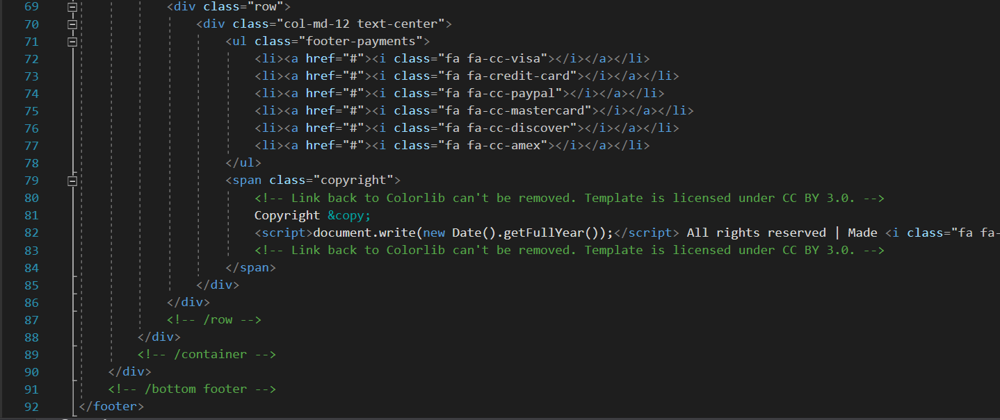 69 <div class="row">
70 <div class="col-md-12 text-center">
71 <ul class="footer-payments">
72 <li><a href="#"><i class="fa fa-cc-visa"></i></a></li>
73 <li><a href="#"><i class="fa fa-credit-card"></i></a></li>
74 <li><a href="#"><i class="fa fa-cc-paypal"></i></a></li>
75 <li><a href="#"><i class="fa fa-cc-mastercard"></i></a></li>
76 <li><a href="#"><i class="fa fa-cc-discover"></i></a></li>
77 <li><a href="#"><i class="fa fa-cc-amex"></i></a></li>
78 </ul>
79 <span class="copyright">
80 <!-- Link back to Colorlib can't be removed. Template is licensed under CC BY 3.0. -->
81 Copyright &copy;
82 <script>document.write(new Date().getFullYear());</script> All rights reserved | Made <i class="fa fa-
83 <!-- Link back to Colorlib can't be removed. Template is licensed under CC BY 3.0. -->
84 </span>
85 </div>
86 </div>
87 <!-- /row -->
88 </div>
89 <!-- /container -->
90 </div>
91 <!-- /bottom footer -->
92 </footer>